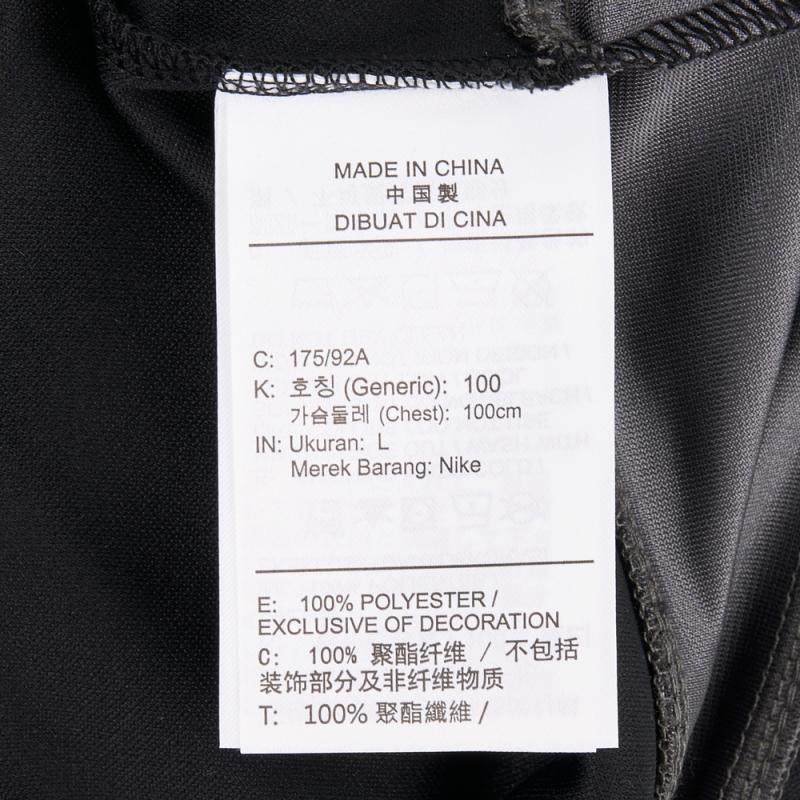 MADE IN CHINA
中国製
DIBUAT DI CINA
C: 175/92A
K: 호칭 (Generic): 100
가슴둘레 (Chest): 100cm
IN: Ukuran: L
Merek Barang: Nike
E: 100% POLYESTER /
EXCLUSIVE OF DECORATION
C: 100% 聚酯纤维 / 不包括
装饰部分及非纤维物质
T: 100% 聚酯纖維 /